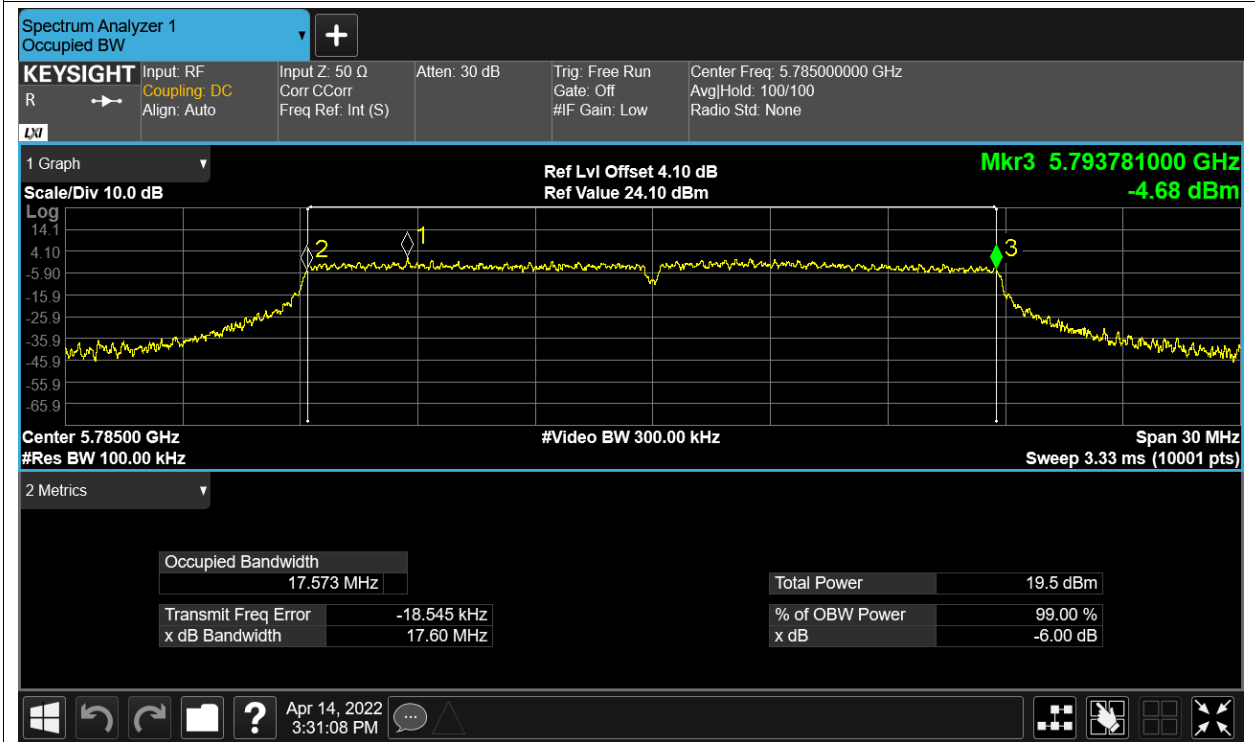 Spectrum Analyzer 1
Occupied BW
KEYSIGHT
R
LXI
Input: RF
Coupling: DC
Align: Auto
Input Z: 50 Ω
Corr CCorr
Freq Ref: Int (S)
Atten: 30 dB
Trig: Free Run
Gate: Off
#IF Gain: Low
Center Freq: 5.785000000 GHz
Avg|Hold: 100/100
Radio Std: None
1 Graph
Scale/Div 10.0 dB
Ref Lvl Offset 4.10 dB
Ref Value 24.10 dBm
Mkr3 5.793781000 GHz
-4.68 dBm
Log
14.1
4.10
-5.90
-15.9
-25.9
-35.9
-45.9
-55.9
-65.9
2
1
3
Center 5.78500 GHz
#Res BW 100.00 kHz
#Video BW 300.00 kHz
Span 30 MHz
Sweep 3.33 ms (10001 pts)
2 Metrics
Occupied Bandwidth
17.573 MHz
Transmit Freq Error -18.545 kHz
x dB Bandwidth 17.60 MHz
Total Power 19.5 dBm
% of OBW Power 99.00 %
x dB -6.00 dB
?
Apr 14, 2022
3:31:08 PM